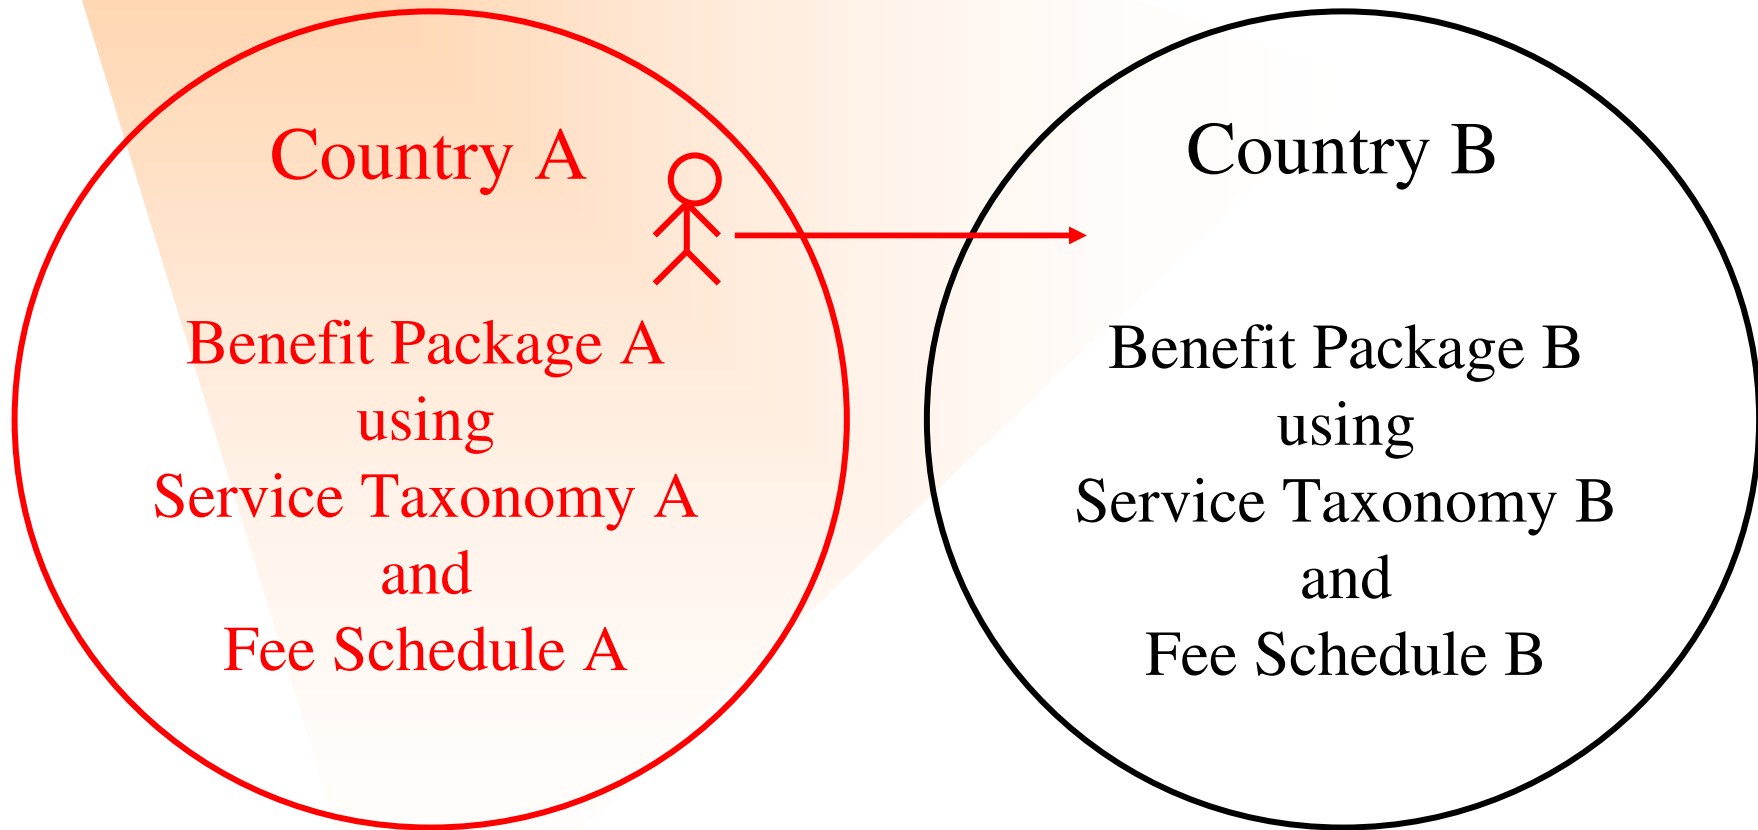 Country A
Benefit Package A
using
Service Taxonomy A
and
Fee Schedule A
Country B
Benefit Package B
using
Service Taxonomy B
and
Fee Schedule B